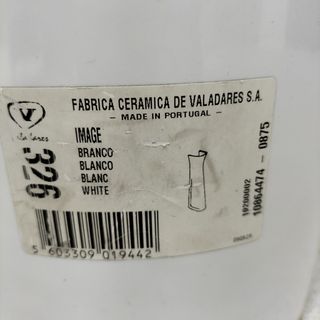 FABRICA CERAMICA DE VALADARES S.A.
- MADE IN PORTUGAL -
V
Valadares
IMAGE
BRANCO
BLANCO
BLANC
WHITE
326
5 603309 019442
19200002
10864474 - 0875